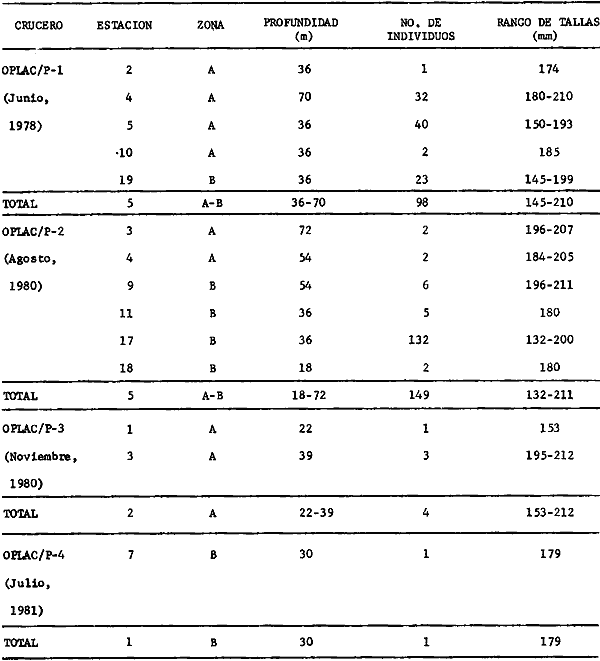 CRUCERO ESTACION ZONA PROFUNDIDAD (m) NO. DE INDIVIDUOS RANGO DE TALLAS (mm)
OPLAC/P-1 2 A 36 1 174
(Junio, 4 A 70 32 180-210
1978) 5 A 36 40 150-193
·10 A 36 2 185
19 B 36 23 145-199
TOTAL 5 A-B 36-70 98 145-210
OPLAC/P-2 3 A 72 2 196-207
(Agosto, 4 A 54 2 184-205
1980) 9 B 54 6 196-211
11 B 36 5 180
17 B 36 132 132-200
18 B 18 2 180
TOTAL 5 A-B 18-72 149 132-211
OPLAC/P-3 1 A 22 1 153
(Noviembre, 3 A 39 3 195-212
1980)
TOTAL 2 A 22-39 4 153-212
OPLAC/P-4 7 B 30 1 179
(Julio,
1981)
TOTAL 1 B 30 1 179